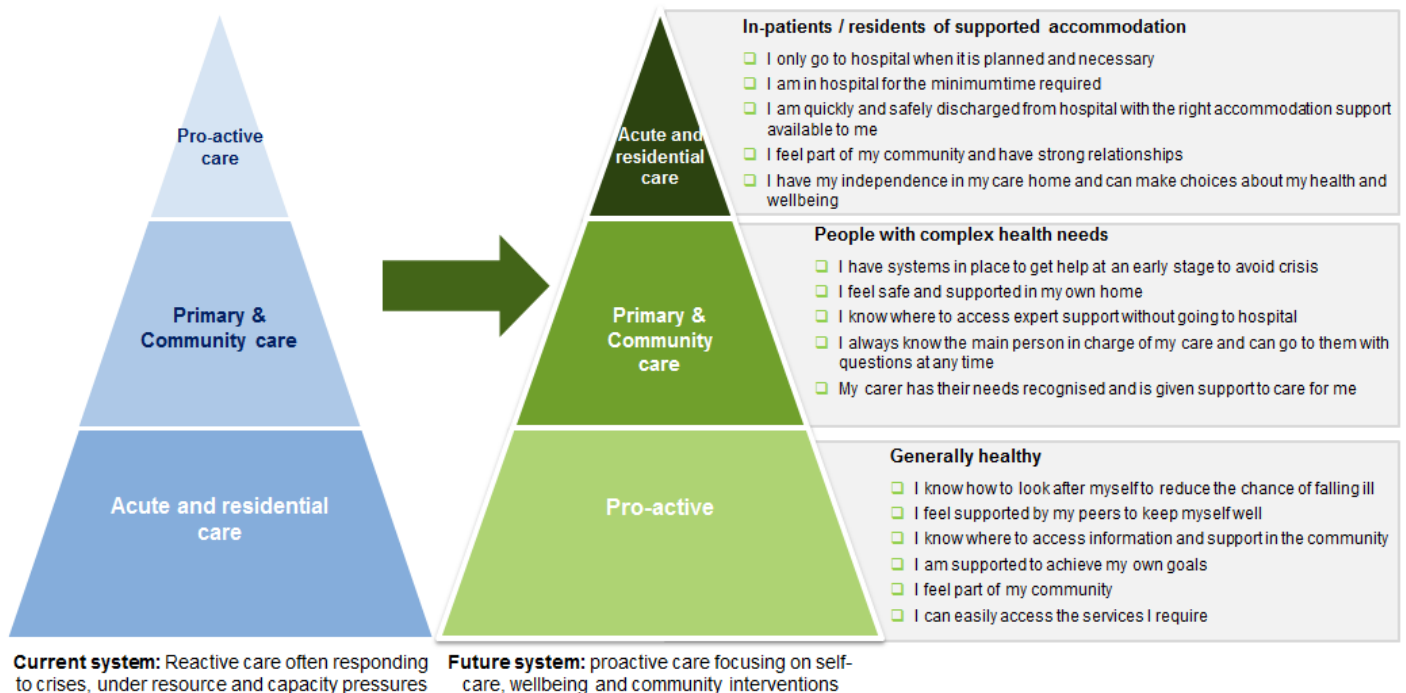 Pro-active
care
Primary &
Community care
Acute and residential
care
Current system: Reactive care often responding
to crises, under resource and capacity pressures
Acute and
residential
care
Primary &
Community
care
Pro-active
Future system: proactive care focusing on self-
care, wellbeing and community interventions
In-patients / residents of supported accommodation
I only go to hospital when it is planned and necessary
I am in hospital for the minimum time required
I am quickly and safely discharged from hospital with the right accommodation support
available to me
I feel part of my community and have strong relationships
I have my independence in my care home and can make choices about my health and
wellbeing
People with complex health needs
I have systems in place to get help at an early stage to avoid crisis
I feel safe and supported in my own home
I know where to access expert support without going to hospital
I always know the main person in charge of my care and can go to them with
questions at any time
My carer has their needs recognised and is given support to care for me
Generally healthy
I know how to look after myself to reduce the chance of falling ill
I feel supported by my peers to keep myself well
I know where to access information and support in the community
I am supported to achieve my own goals
I feel part of my community
I can easily access the services I require